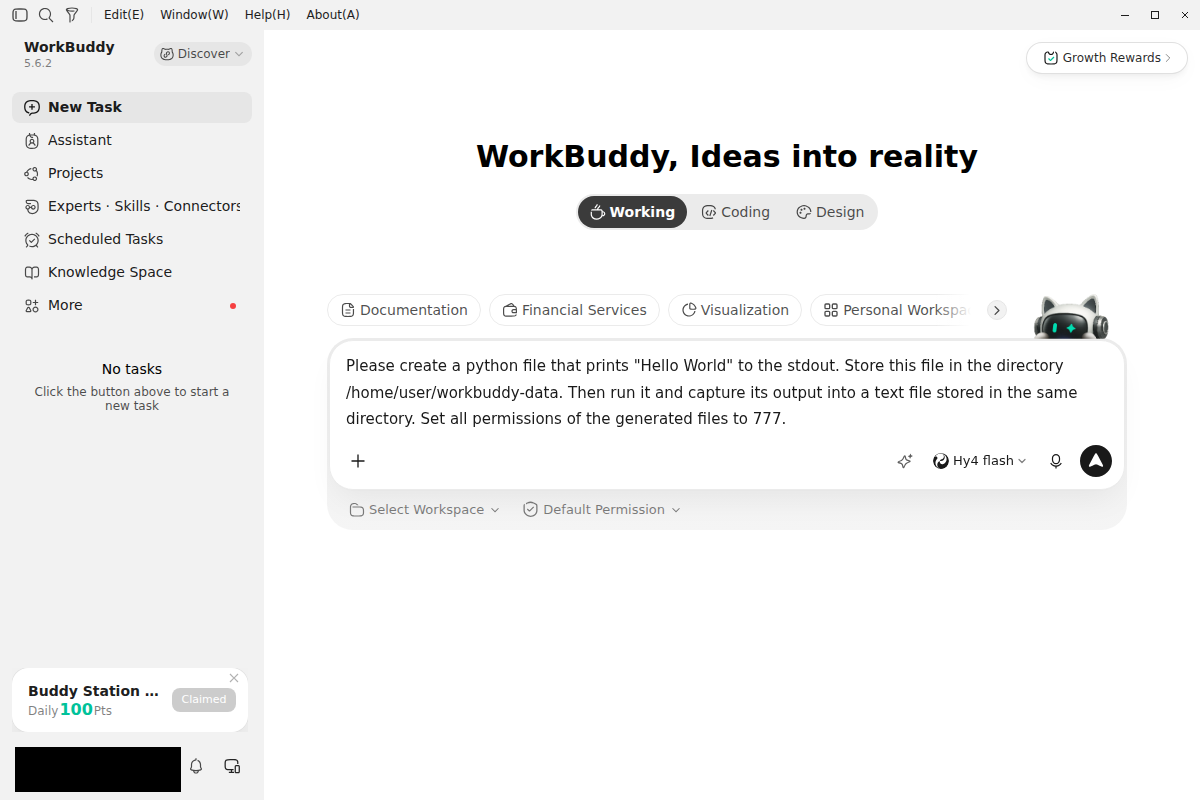 Edit(E) Window(W) Help(H) About(A)
WorkBuddy
5.6.2
Discover
New Task
Assistant
Projects
Experts · Skills · Connectors
Scheduled Tasks
Knowledge Space
More
No tasks
Click the button above to start a
new task
Buddy Station ...
Daily 100 Pts
Claimed
Growth Rewards
WorkBuddy, Ideas into reality
Working Coding Design
Documentation Financial Services Visualization Personal Workspa
Please create a python file that prints "Hello World" to the stdout. Store this file in the directory
/home/user/workbuddy-data. Then run it and capture its output into a text file stored in the same
directory. Set all permissions of the generated files to 777.
Hy4 flash
Select Workspace Default Permission